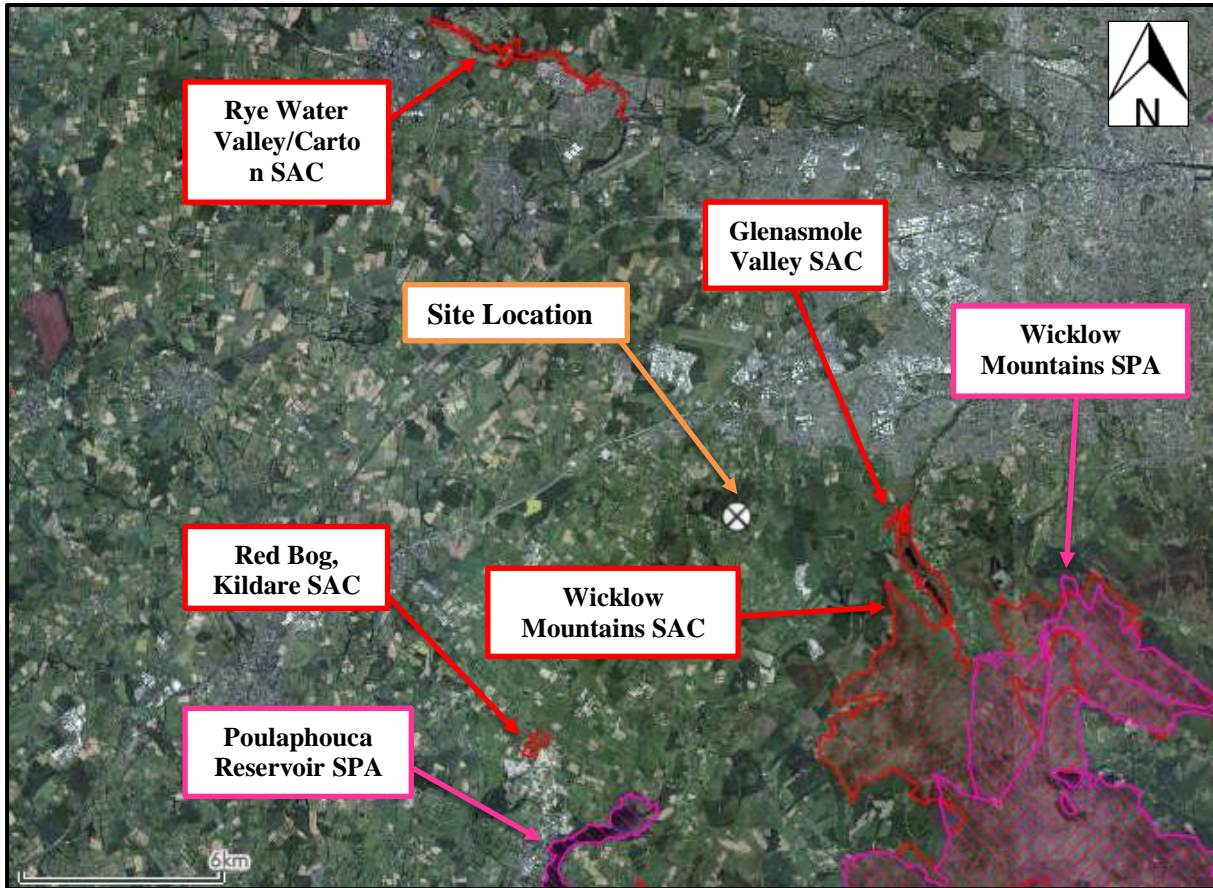 N
Rye Water
Valley/Carto
n SAC
Glenasmole
Valley SAC
Site Location
Wicklow
Mountains SPA
Red Bog,
Kildare SAC
Wicklow
Mountains SAC
Poulaphouca
Reservoir SPA
6km